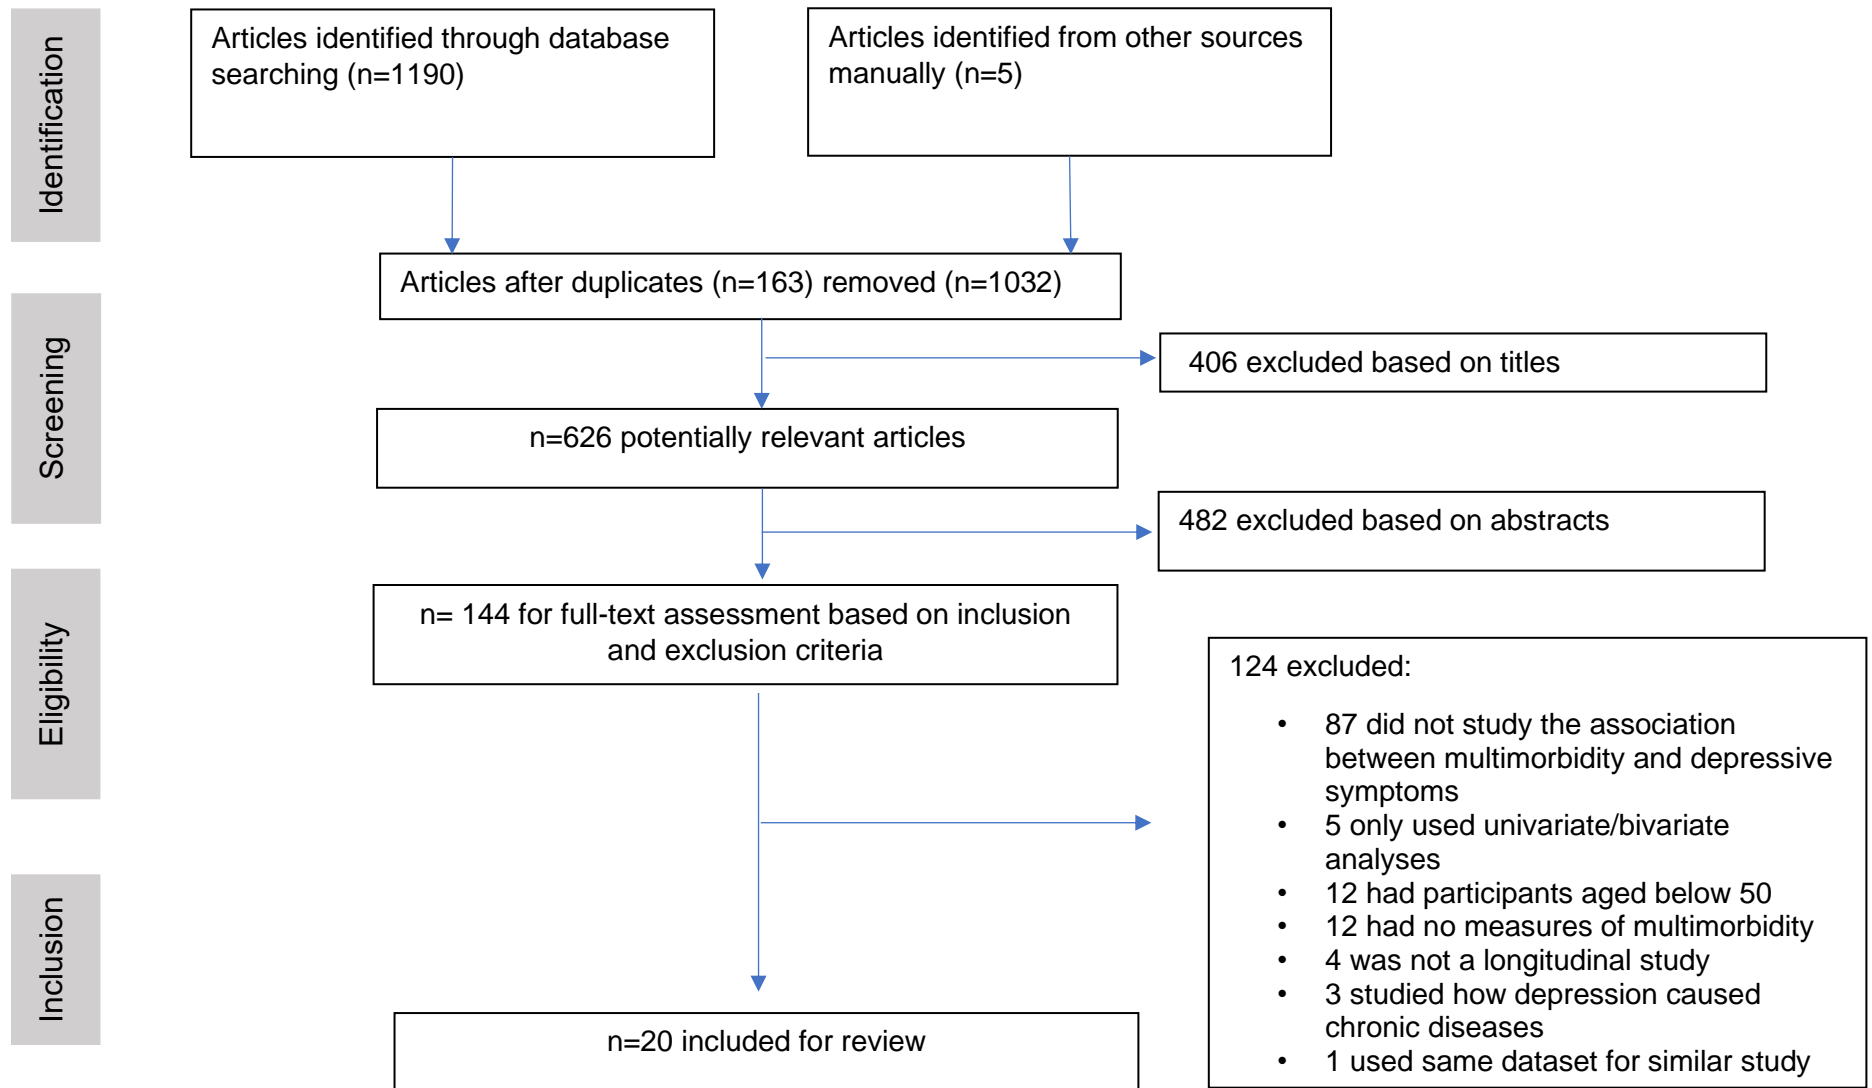 Identification
Articles identified through database
searching (n=1190)
Articles identified from other sources
manually (n=5)
Articles after duplicates (n=163) removed (n=1032)
Screening
406 excluded based on titles
n=626 potentially relevant articles
482 excluded based on abstracts
Eligibility
n= 144 for full-text assessment based on inclusion
and exclusion criteria
124 excluded:
• 87 did not study the association
between multimorbidity and depressive
symptoms
• 5 only used univariate/bivariate
analyses
• 12 had participants aged below 50
• 12 had no measures of multimorbidity
• 4 was not a longitudinal study
• 3 studied how depression caused
chronic diseases
• 1 used same dataset for similar study
Inclusion
n=20 included for review